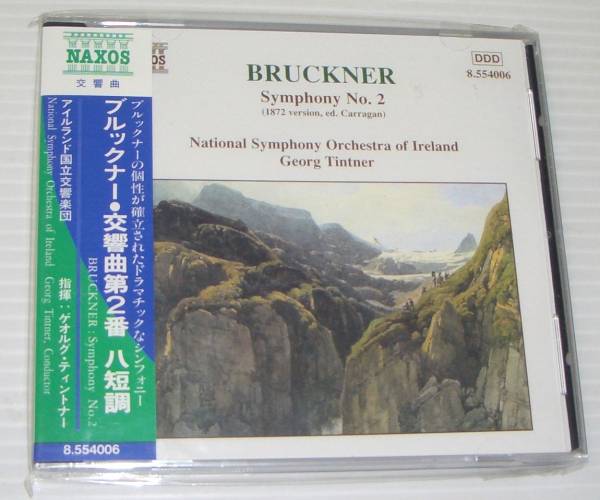 NAXOS
交響曲
ブルックナーの個性が確立されたドラマチックなシンフォニー
ブルックナー●交響曲第2番 ハ短調
BRUCKNER: Symphony No.2
アイルランド国立交響楽団 指揮:ゲオルグ・ティントナー
National Symphony Orchestra of Ireland Georg Tintner, Conductor
8.554006
XOS
DDD
8.554006
BRUCKNER
Symphony No. 2
(1872 version, ed. Carragan)
National Symphony Orchestra of Ireland
Georg Tintner